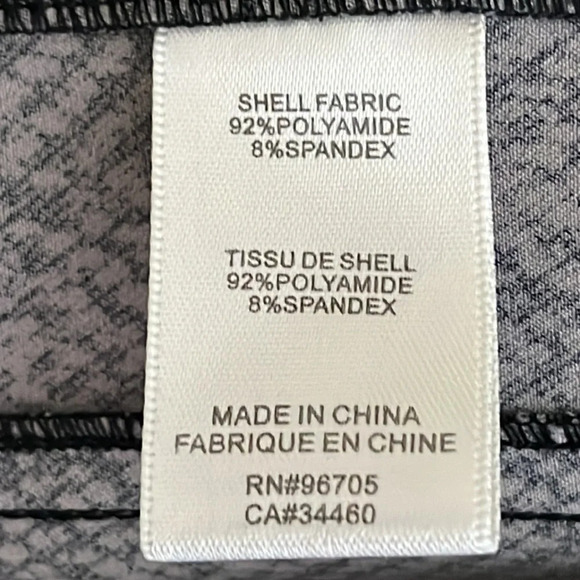 SHELL FABRIC
92%POLYAMIDE
8%SPANDEX
TISSU DE SHELL
92%POLYAMIDE
8%SPANDEX
MADE IN CHINA
FABRIQUE EN CHINE
RN#96705
CA#34460